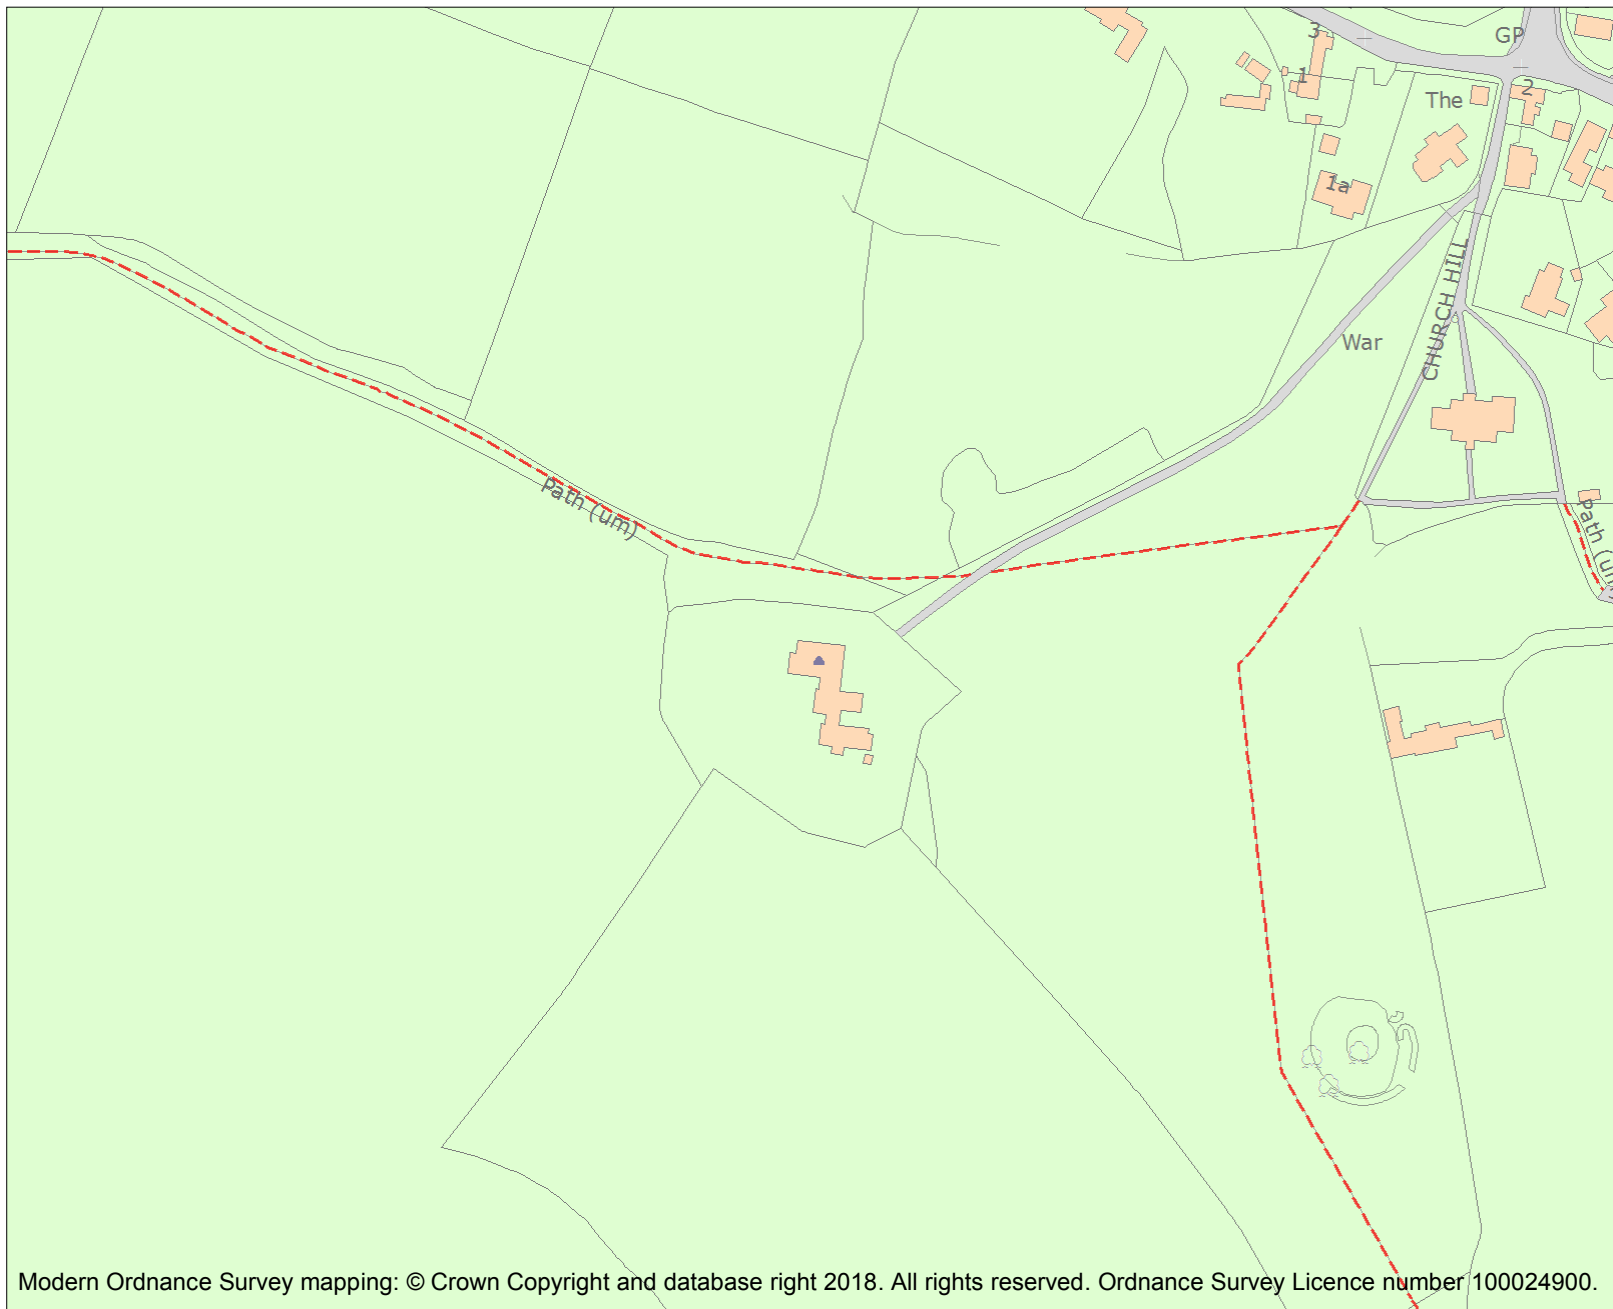 3
GP
1
2
The
1a
CHURCH HILL
War
Path (um)
Path (um)
Modern Ordnance Survey mapping: © Crown Copyright and database right 2018. All rights reserved. Ordnance Survey Licence number 100024900.